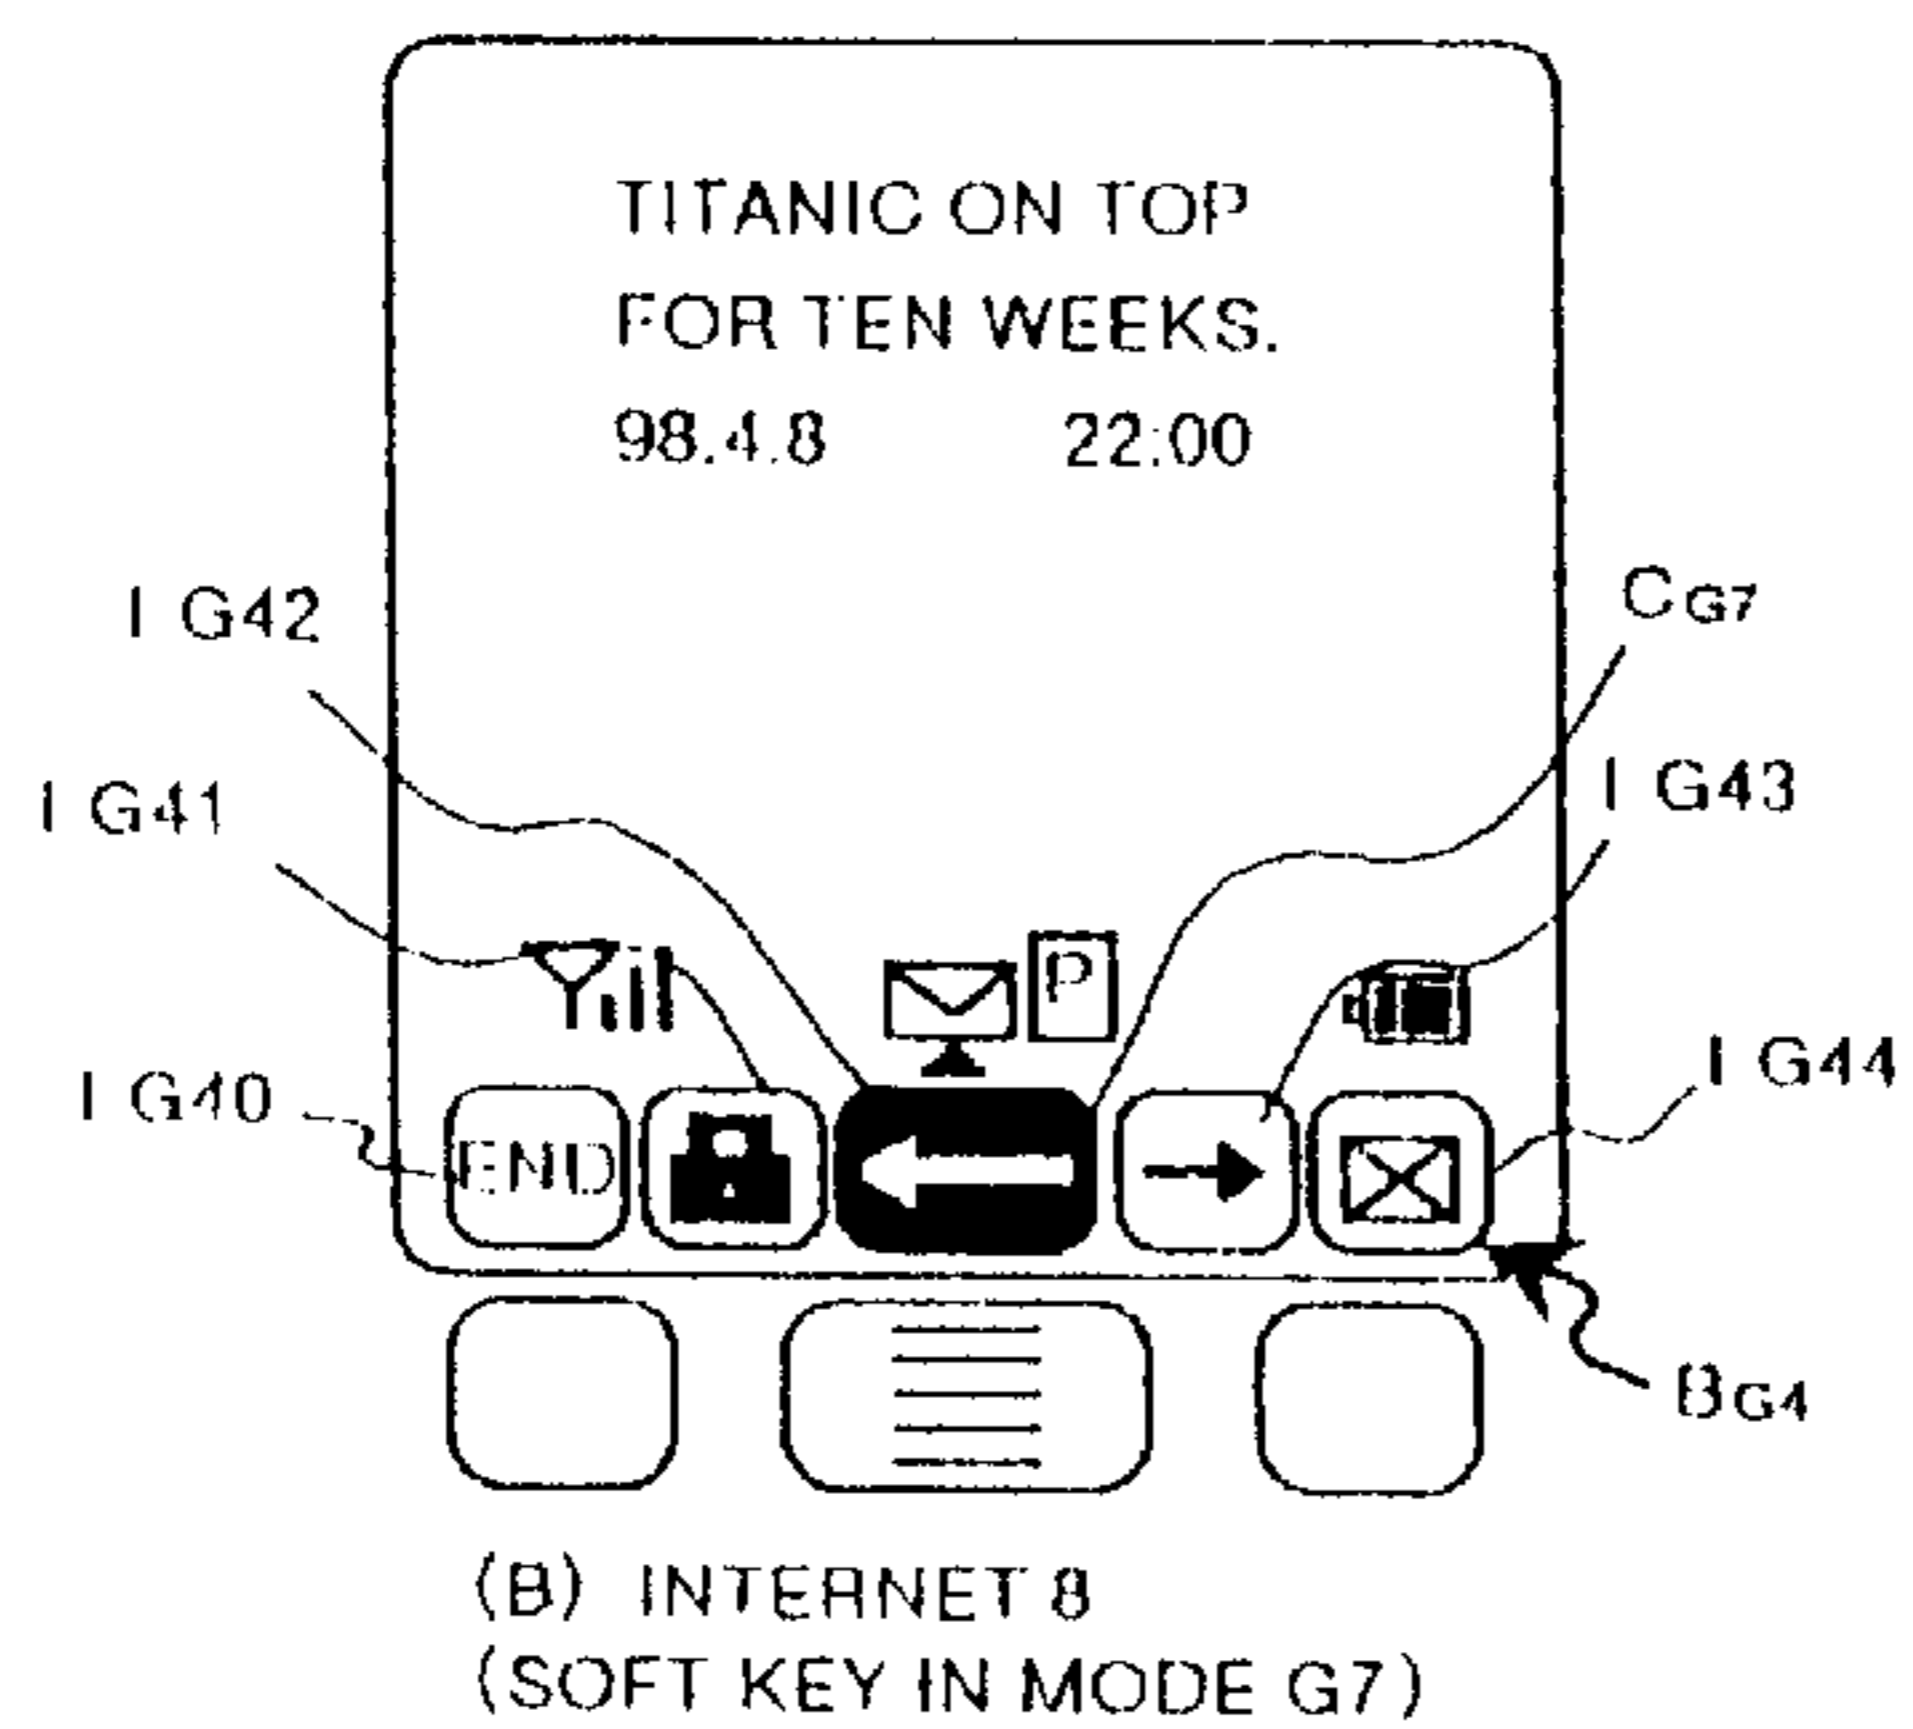 TITANIC ON TOP
FOR TEN WEEKS.
98.4.8 22:00
I G42
CG7
I G41
I G43
P
I G40
I G44
END
BG4
(B) INTERNET 8
(SOFT KEY IN MODE G7)